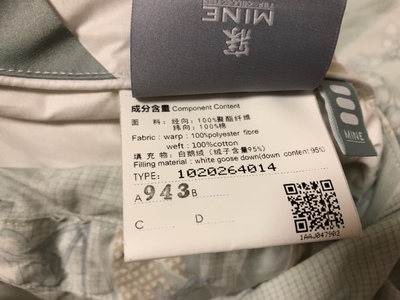 MINE
成分含量 Component Content
面 料：经向：100%聚酯纤维
纬向：100%棉
Fabric：warp：100%polyester fibre
weft：100%cotton
填 充 物：白鹅绒（绒子含量95%）
Filling material：white goose down(down content 95%)
TYPE: 1020264014
A 943 B
C D
1AAJ047902
MINE